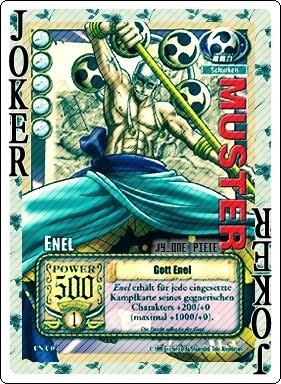 JOKER
Schurken
MUSTER
ENEL
JY_ONE PIECE
POWER
500
1
Gott Enel
Enel erhält für jede eingesetzte
Kampfkarte seines gegnerischen
Charakters +200/+0
(maximal +1000/+0).
JOKER